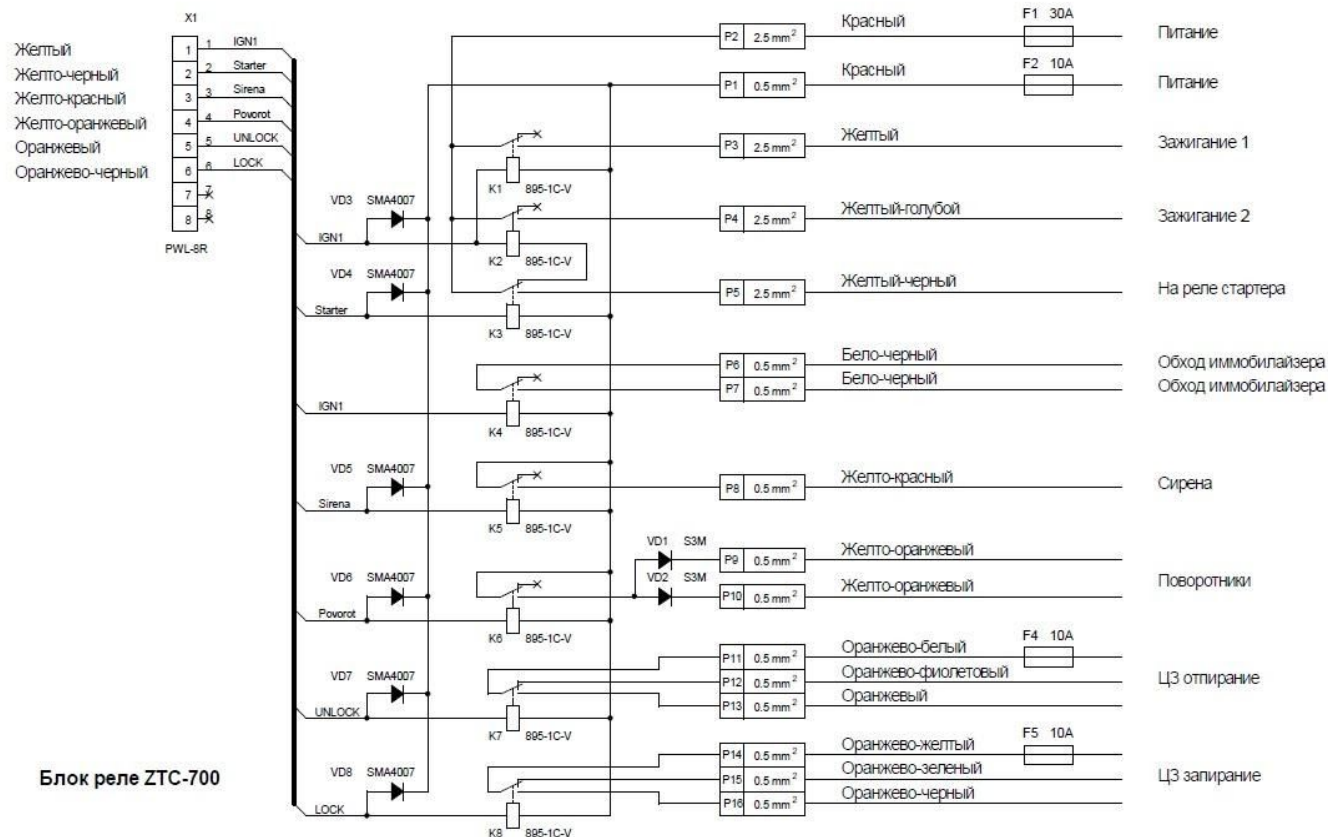 X1
Желтый 1 1 IGN1
Желто-черный 2 2 Starter
Желто-красный 3 3 Sirena
Желто-оранжевый 4 4 Povorot
Оранжевый 5 5 UNLOCK
Оранжево-черный 6 6 LOCK
7 7
8 8
PWL-8R
P2 2.5 mm² Красный F1 30A Питание
P1 0.5 mm² Красный F2 10A Питание
P3 2.5 mm² Желтый Зажигание 1
K1 895-1C-V
VD3 SMA4007
P4 2.5 mm² Желтый-голубой Зажигание 2
IGN1
K2 895-1C-V
VD4 SMA4007
P5 2.5 mm² Желтый-черный На реле стартера
Starter
K3 895-1C-V
P6 0.5 mm² Бело-черный Обход иммобилайзера
P7 0.5 mm² Бело-черный Обход иммобилайзера
IGN1
K4 895-1C-V
VD5 SMA4007
P8 0.5 mm² Желто-красный Сирена
Sirena
K5 895-1C-V
VD1 S3M
P9 0.5 mm² Желто-оранжевый
VD6 SMA4007
VD2 S3M
Поворотники
P10 0.5 mm² Желто-оранжевый
Povorot
K6 895-1C-V
P11 0.5 mm² Оранжево-белый F4 10A
VD7 SMA4007
P12 0.5 mm² Оранжево-фиолетовый ЦЗ отпирание
P13 0.5 mm² Оранжевый
UNLOCK
K7 895-1C-V
P14 0.5 mm² Оранжево-желтый F5 10A
Блок реле ZTC-700
VD8 SMA4007
P15 0.5 mm² Оранжево-зеленый ЦЗ запирание
P16 0.5 mm² Оранжево-черный
LOCK
K8 895-1C-V